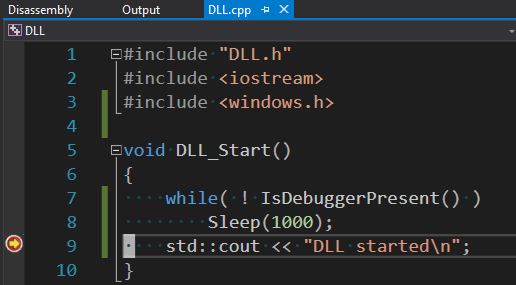 Disassembly Output DLL.cpp
DLL
1 #include "DLL.h"
2 #include <iostream>
3 #include <windows.h>
4
5 void DLL_Start()
6 {
7     while( ! IsDebuggerPresent() )
8         Sleep(1000);
9     std::cout << "DLL started\n";
10 }